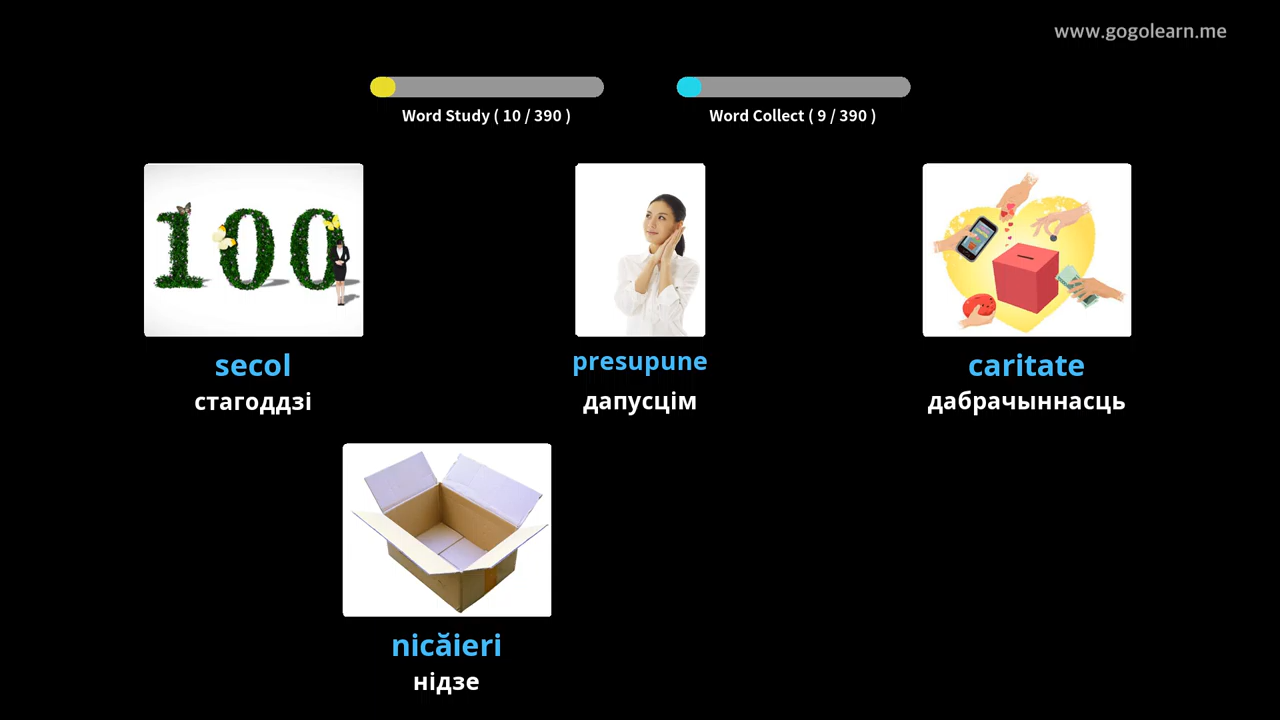 www.gogolearn.me
Word Study ( 10 / 390 )
Word Collect ( 9 / 390 )
100
secol
стагоддзі
presupune
дапусцім
caritate
дабрачыннасць
nicăieri
нідзе